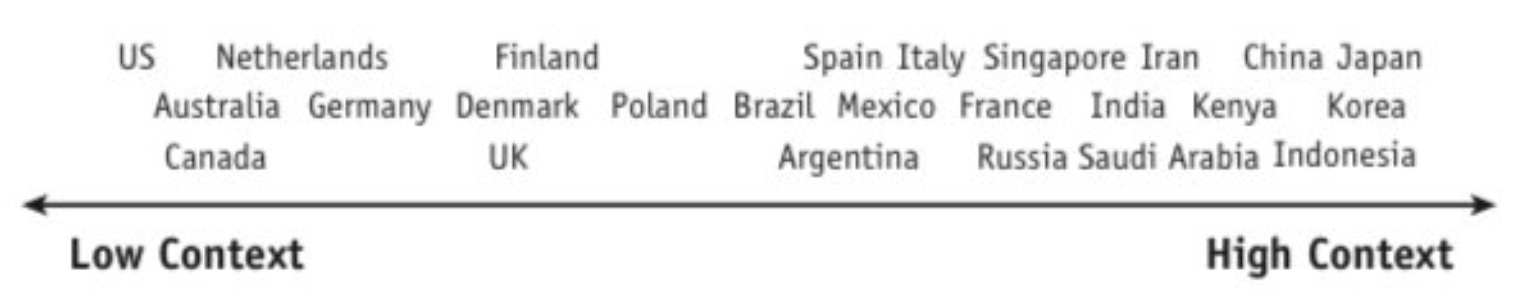 US Netherlands Finland Spain Italy Singapore Iran China Japan
Australia Germany Denmark Poland Brazil Mexico France India Kenya Korea
Canada UK Argentina Russia Saudi Arabia Indonesia
Low Context High Context